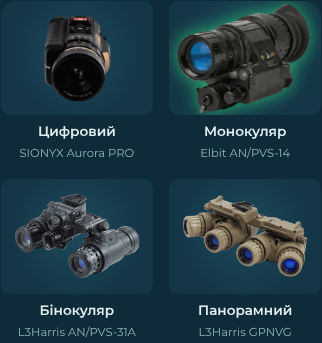 Цифровий
SIONYX Aurora PRO
Монокуляр
Elbit AN/PVS-14
Бінокуляр
L3Harris AN/PVS-31A
Панорамний
L3Harris GPNVG